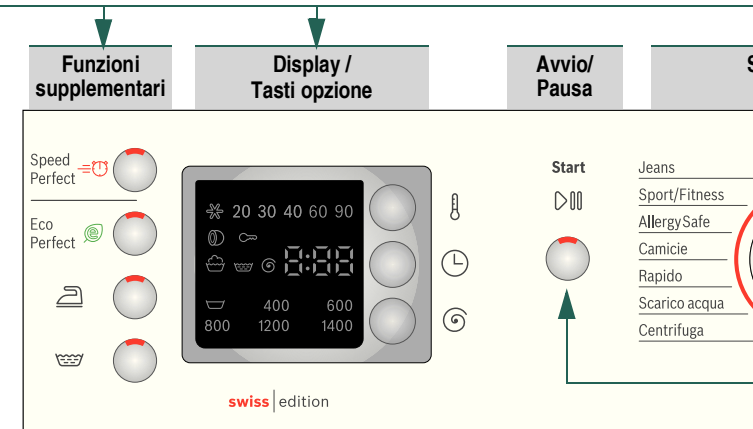 Funzioni
supplementari
Display /
Tasti opzione
Avvio/
Pausa
S
Speed
Perfect
Eco
Perfect
20 30 40 60 90
8:88
400 600
800 1200 1400
swiss edition
Start
Jeans
Sport/Fitness
AllergySafe
Camicie
Rapido
Scarico acqua
Centrifuga